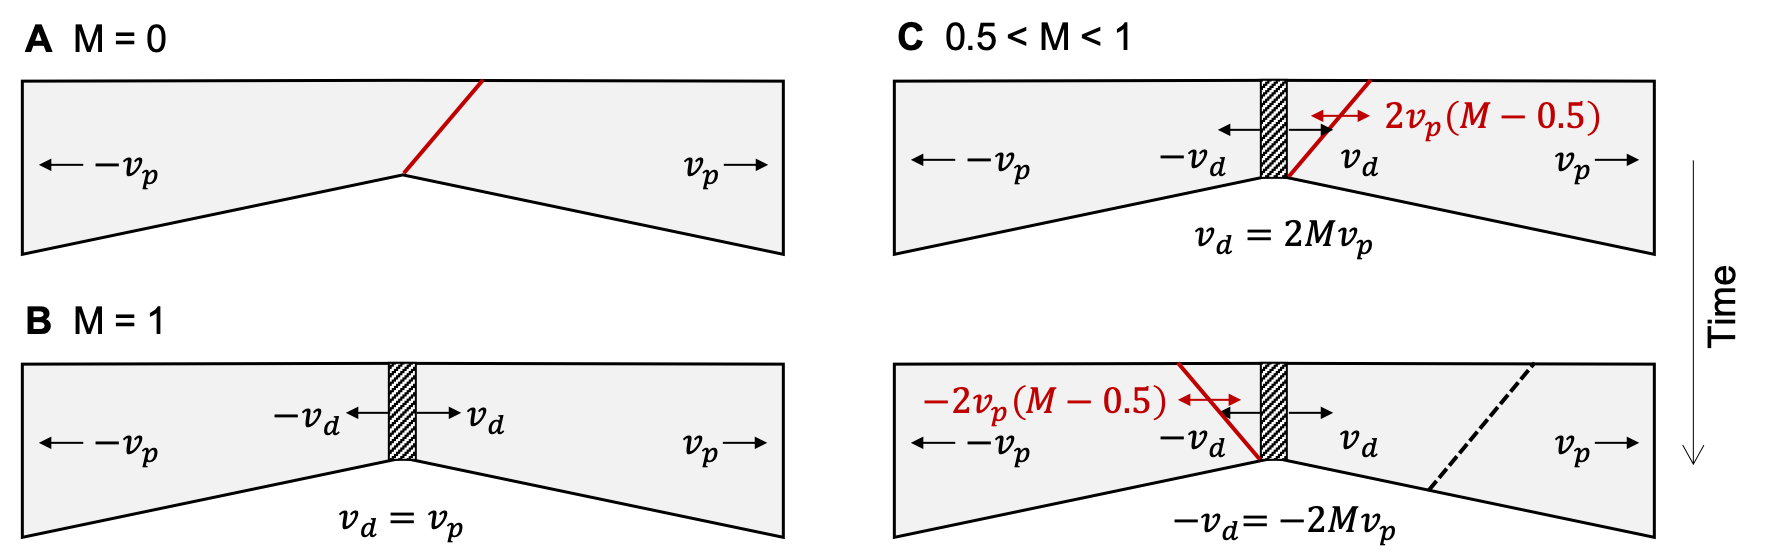 A M = 0
−v_p
v_p
B M = 1
−v_d
v_d
−v_p
v_p
v_d = v_p
C 0.5 < M < 1
2v_p(M − 0.5)
−v_d
v_d
−v_p
v_p
v_d = 2Mv_p
−2v_p(M − 0.5)
−v_d
v_d
−v_p
v_p
−v_d= −2Mv_p
Time